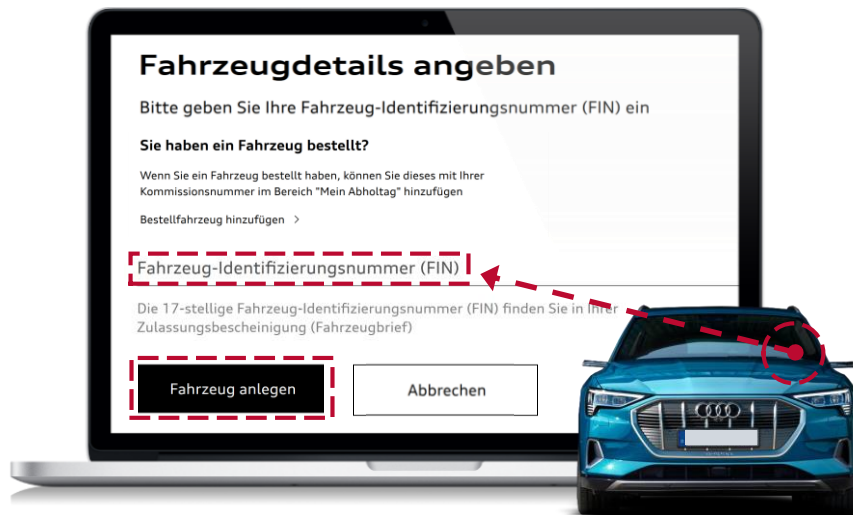 Fahrzeugdetails angeben
Bitte geben Sie Ihre Fahrzeug-Identifizierungsnummer (FIN) ein
Sie haben ein Fahrzeug bestellt?
Wenn Sie ein Fahrzeug bestellt haben, können Sie dieses mit Ihrer
Kommissionsnummer im Bereich "Mein Abholtag" hinzufügen
Bestellfahrzeug hinzufügen >
Fahrzeug-Identifizierungsnummer (FIN)
Die 17-stellige Fahrzeug-Identifizierungsnummer (FIN) finden Sie in Ihrer
Zulassungsbescheinigung (Fahrzeugbrief)
Fahrzeug anlegen
Abbrechen